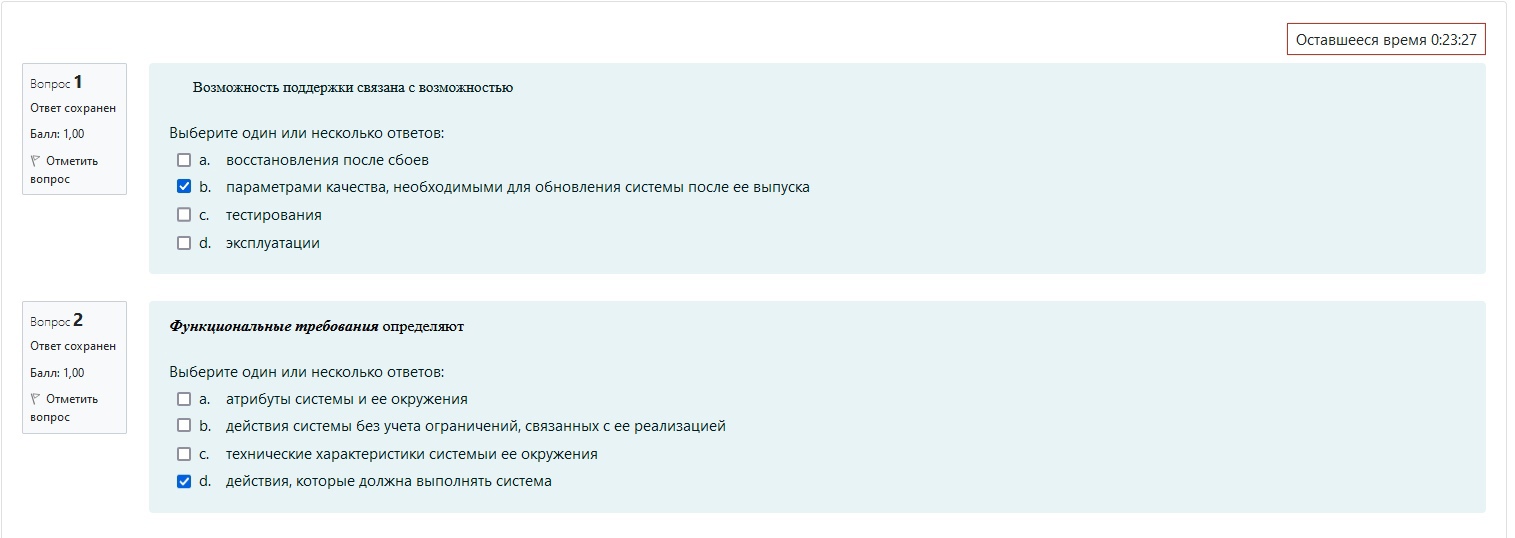 Оставшееся время 0:23:27
Вопрос 1
Ответ сохранен
Балл: 1,00
Отметить
вопрос
Возможность поддержки связана с возможностью
Выберите один или несколько ответов:
a. восстановления после сбоев
b. параметрами качества, необходимыми для обновления системы после ее выпуска
c. тестирования
d. эксплуатации
Вопрос 2
Ответ сохранен
Балл: 1,00
Отметить
вопрос
Функциональные требования определяют
Выберите один или несколько ответов:
a. атрибуты системы и ее окружения
b. действия системы без учета ограничений, связанных с ее реализацией
c. технические характеристики системыи ее окружения
d. действия, которые должна выполнять система